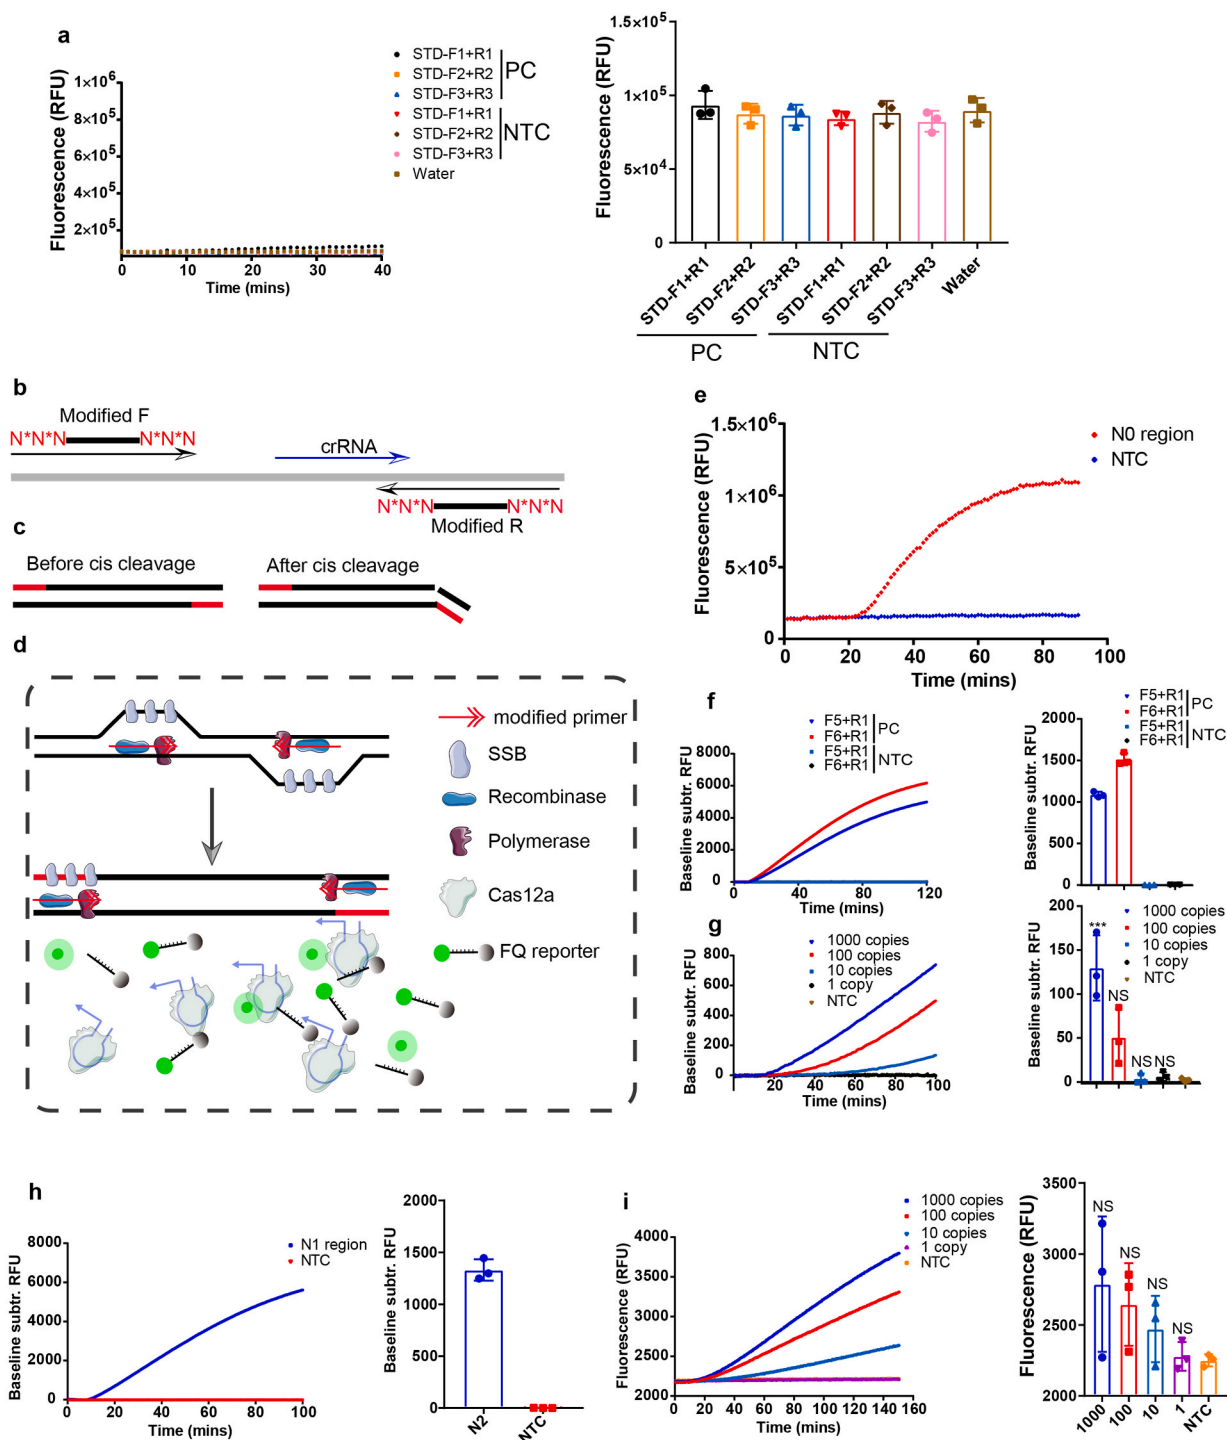 a
STD-F1+R1
STD-F2+R2
STD-F3+R3
PC
STD-F1+R1
STD-F2+R2
STD-F3+R3
NTC
Water
Fluorescence (RFU)
1×10⁶
8×10⁵
6×10⁵
4×10⁵
2×10⁵
0 10 20 30 40
Time (mins)
Fluorescence (RFU)
1.5×10⁵
1×10⁵
5×10⁴
0
STD-F1+R1
STD-F2+R2
STD-F3+R3
STD-F1+R1
STD-F2+R2
STD-F3+R3
Water
PC NTC
b
Modified F
N*N*N N*N*N
crRNA
N*N*N N*N*N
Modified R
c
Before cis cleavage After cis cleavage
d
modified primer
SSB
Recombinase
Polymerase
Cas12a
FQ reporter
e
N0 region
NTC
Fluorescence (RFU)
1.5×10⁶
1×10⁶
5×10⁵
0
0 20 40 60 80 100
Time (mins)
f
F5+R1
F6+R1
PC
F5+R1
F6+R1
NTC
Baseline subtr. RFU
8000
6000
4000
2000
0
0 40 80 120
Time (mins)
F5+R1
F6+R1
PC
F5+R1
F6+R1
NTC
Baseline subtr. RFU
2000
1500
1000
500
0
g
1000 copies
100 copies
10 copies
1 copy
NTC
Baseline subtr. RFU
800
600
400
200
0
20 40 60 80 100
Time (mins)
1000 copies
100 copies
10 copies
1 copy
NTC
Baseline subtr. RFU
200
150
100
50
0
***
NS
NS NS
h
N1 region
NTC
Baseline subtr. RFU
8000
6000
4000
2000
0
0 20 40 60 80 100
Time (mins)
Baseline subtr. RFU
2000
1500
1000
500
0
N2 NTC
i
1000 copies
100 copies
10 copies
1 copy
NTC
Fluorescence (RFU)
4000
3500
3000
2500
2000
0 20 40 60 80 100 120 140 160
Time (mins)
Fluorescence (RFU)
3500
3000
2500
2000
NS
NS
NS
NS
1000 100 10 1 NTC